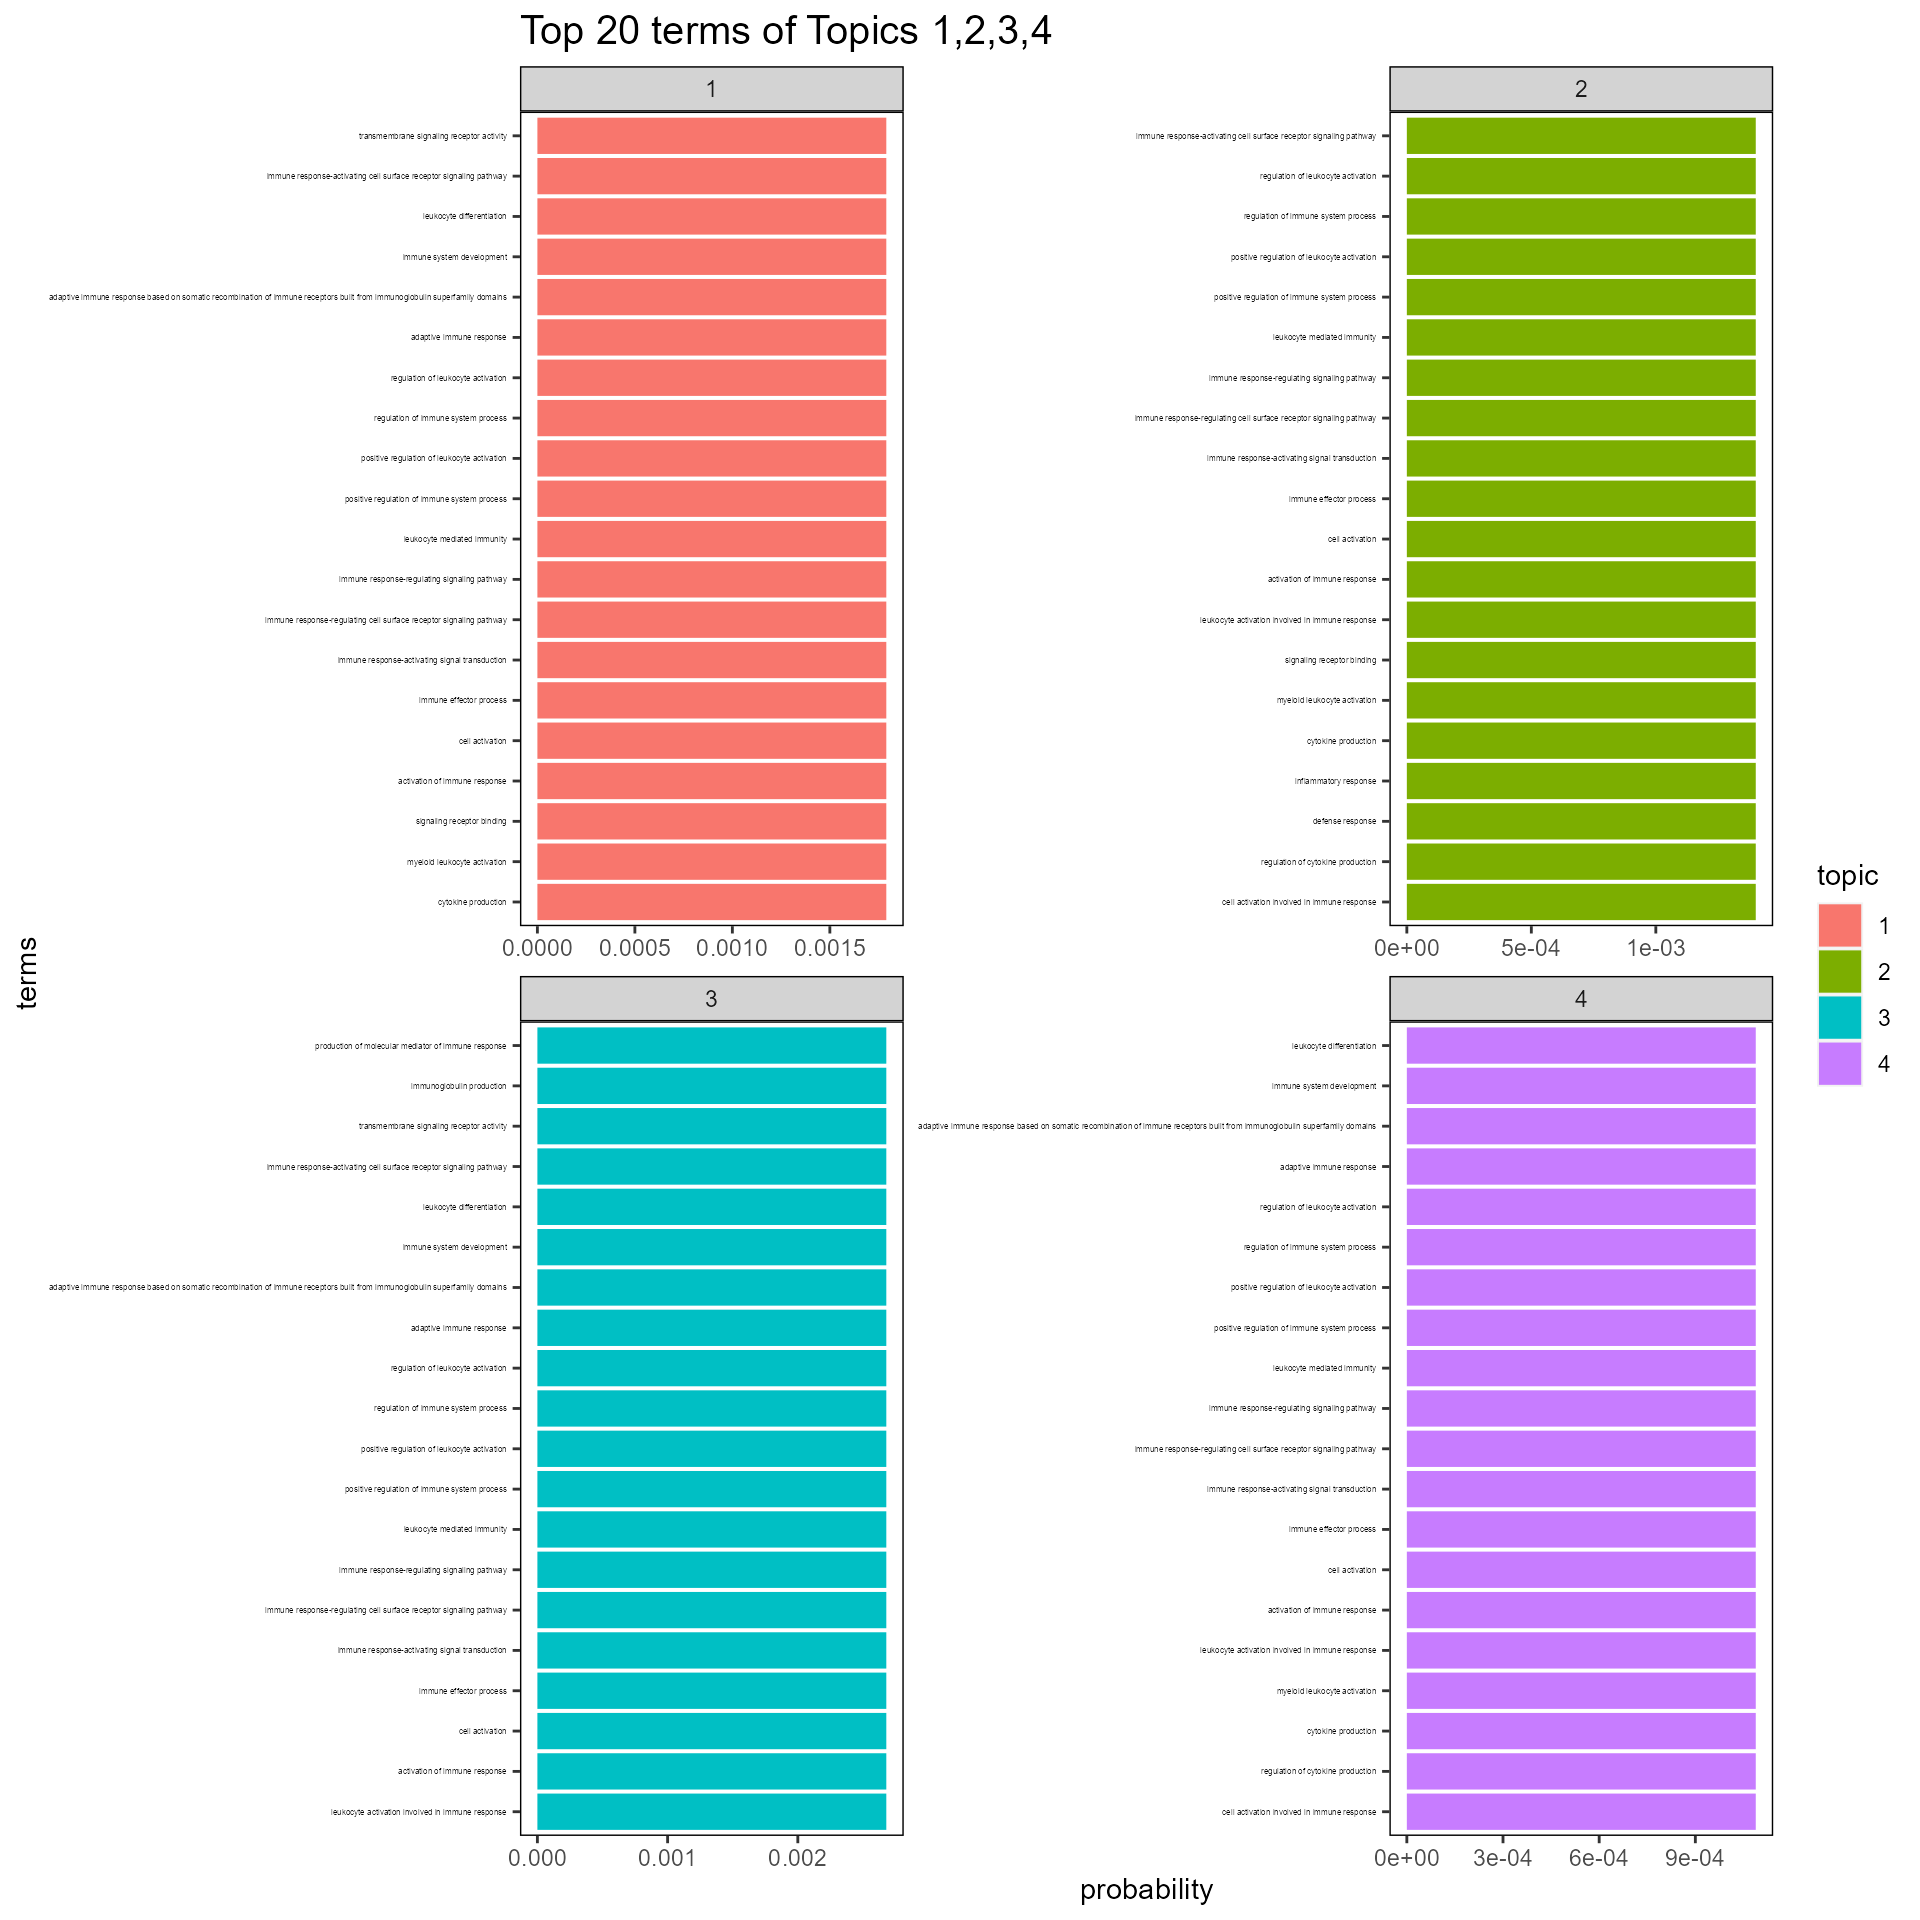 Top 20 terms of Topics 1,2,3,4
1
transmembrane signaling receptor activity
immune response-activating cell surface receptor signaling pathway
leukocyte differentiation
immune system development
adaptive immune response based on somatic recombination of immune receptors built from immunoglobulin superfamily domains
adaptive immune response
regulation of leukocyte activation
regulation of immune system process
positive regulation of leukocyte activation
positive regulation of immune system process
leukocyte mediated immunity
immune response-regulating signaling pathway
immune response-regulating cell surface receptor signaling pathway
immune response-activating signal transduction
immune effector process
cell activation
activation of immune response
signaling receptor binding
myeloid leukocyte activation
cytokine production
0.0000 0.0005 0.0010 0.0015
2
immune response-activating cell surface receptor signaling pathway
regulation of leukocyte activation
regulation of immune system process
positive regulation of leukocyte activation
positive regulation of immune system process
leukocyte mediated immunity
immune response-regulating signaling pathway
immune response-regulating cell surface receptor signaling pathway
immune response-activating signal transduction
immune effector process
cell activation
activation of immune response
leukocyte activation involved in immune response
signaling receptor binding
myeloid leukocyte activation
cytokine production
inflammatory response
defense response
regulation of cytokine production
cell activation involved in immune response
0e+00 5e-04 1e-03
3
production of molecular mediator of immune response
immunoglobulin production
transmembrane signaling receptor activity
immune response-activating cell surface receptor signaling pathway
leukocyte differentiation
immune system development
adaptive immune response based on somatic recombination of immune receptors built from immunoglobulin superfamily domains
adaptive immune response
regulation of leukocyte activation
regulation of immune system process
positive regulation of leukocyte activation
positive regulation of immune system process
leukocyte mediated immunity
immune response-regulating signaling pathway
immune response-regulating cell surface receptor signaling pathway
immune response-activating signal transduction
immune effector process
cell activation
activation of immune response
leukocyte activation involved in immune response
0.000 0.001 0.002
4
leukocyte differentiation
immune system development
adaptive immune response based on somatic recombination of immune receptors built from immunoglobulin superfamily domains
adaptive immune response
regulation of leukocyte activation
regulation of immune system process
positive regulation of leukocyte activation
positive regulation of immune system process
leukocyte mediated immunity
immune response-regulating signaling pathway
immune response-regulating cell surface receptor signaling pathway
immune response-activating signal transduction
immune effector process
cell activation
activation of immune response
leukocyte activation involved in immune response
myeloid leukocyte activation
cytokine production
regulation of cytokine production
cell activation involved in immune response
0e+00 3e-04 6e-04 9e-04
terms
probability
topic
1
2
3
4